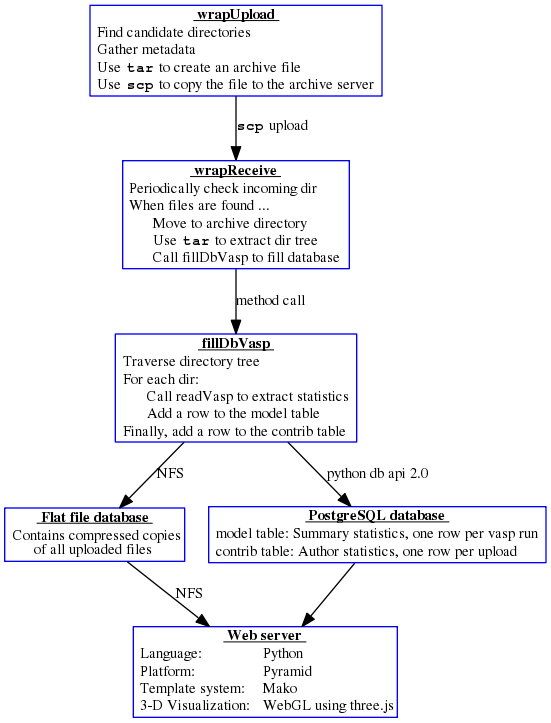 wrapUpload
Find candidate directories
Gather metadata
Use tar to create an archive file
Use scp to copy the file to the archive server
scp upload
wrapReceive
Periodically check incoming dir
When files are found ...
Move to archive directory
Use tar to extract dir tree
Call fillDbVasp to fill database
method call
fillDbVasp
Traverse directory tree
For each dir:
Call readVasp to extract statistics
Add a row to the model table
Finally, add a row to the contrib table
NFS
python db api 2.0
Flat file database
Contains compressed copies
of all uploaded files
PostgreSQL database
model table: Summary statistics, one row per vasp run
contrib table: Author statistics, one row per upload
NFS
Web server
Language: Python
Platform: Pyramid
Template system: Mako
3-D Visualization: WebGL using three.js